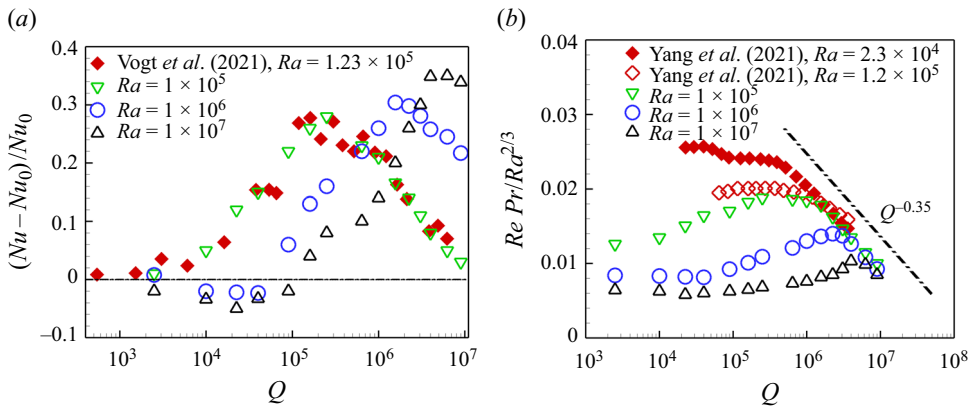 (a)
(b)
0.4
0.3
0.2
0.1
0
–0.1
(Nu – Nu0)/Nu0
Vogt et al. (2021), Ra = 1.23 × 10^5
Ra = 1 × 10^5
Ra = 1 × 10^6
Ra = 1 × 10^7
10^3
10^4
10^5
10^6
10^7
Q
0.04
0.03
0.02
0.01
0
Re Pr/Ra^2/3
Yang et al. (2021), Ra = 2.3 × 10^4
Yang et al. (2021), Ra = 1.2 × 10^5
Ra = 1 × 10^5
Ra = 1 × 10^6
Ra = 1 × 10^7
Q^–0.35
10^3
10^4
10^5
10^6
10^7
10^8
Q